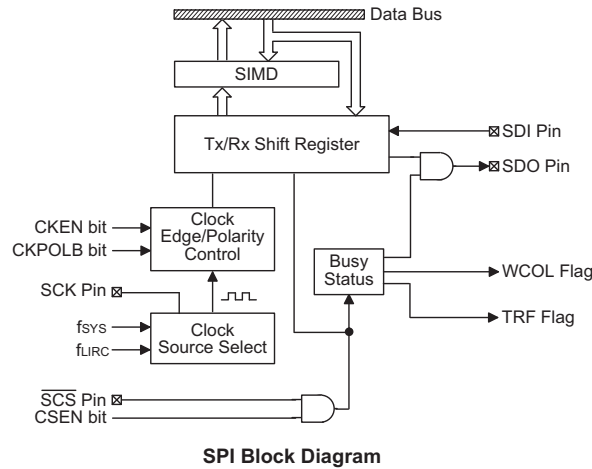 Data Bus
SIMD
Tx/Rx Shift Register
SDI Pin
SDO Pin
CKEN bit
CKPOLB bit
Clock
Edge/Polarity
Control
Busy
Status
WCOL Flag
TRF Flag
SCK Pin
fSYS
fLIRC
Clock
Source Select
SCS Pin
CSEN bit
SPI Block Diagram